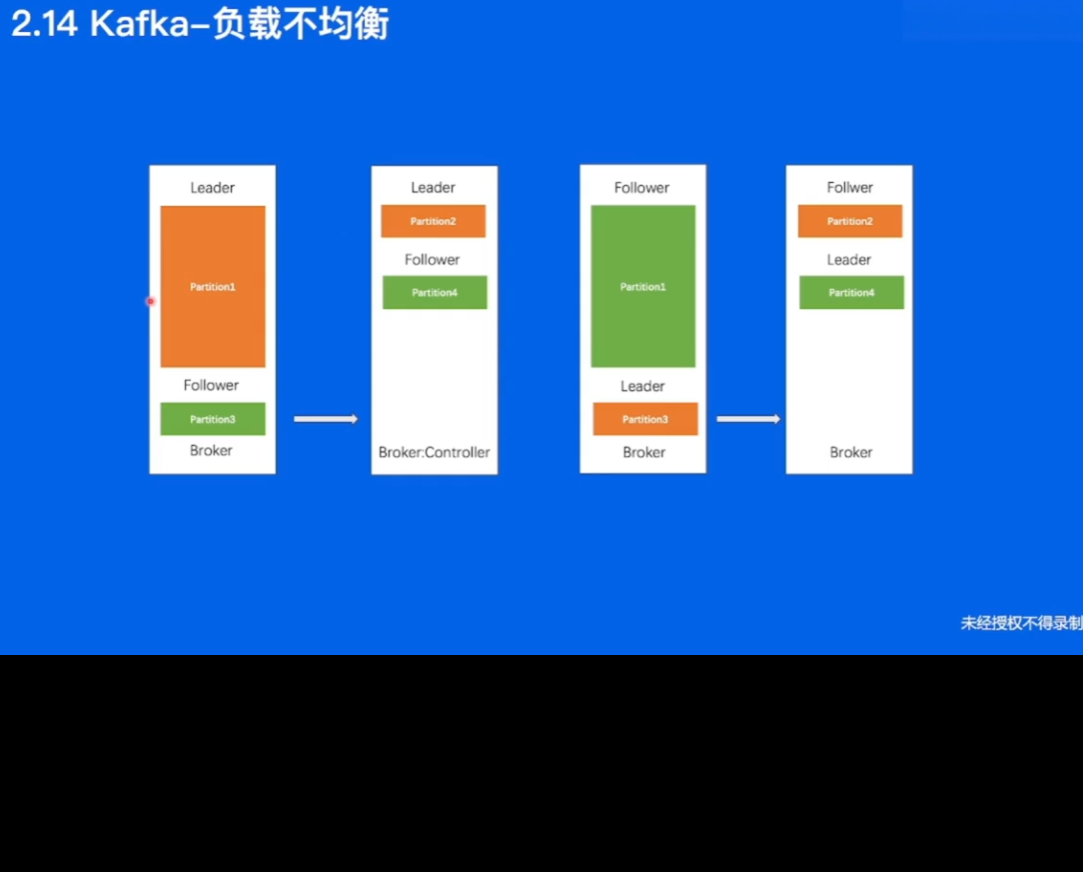 2.14 Kafka–负载不均衡
Leader
Partition1
Follower
Partition3
Broker
Leader
Partition2
Follower
Partition4
Broker:Controller
Follower
Partition1
Leader
Partition3
Broker
Follwer
Partition2
Leader
Partition4
Broker
未经授权不得录制